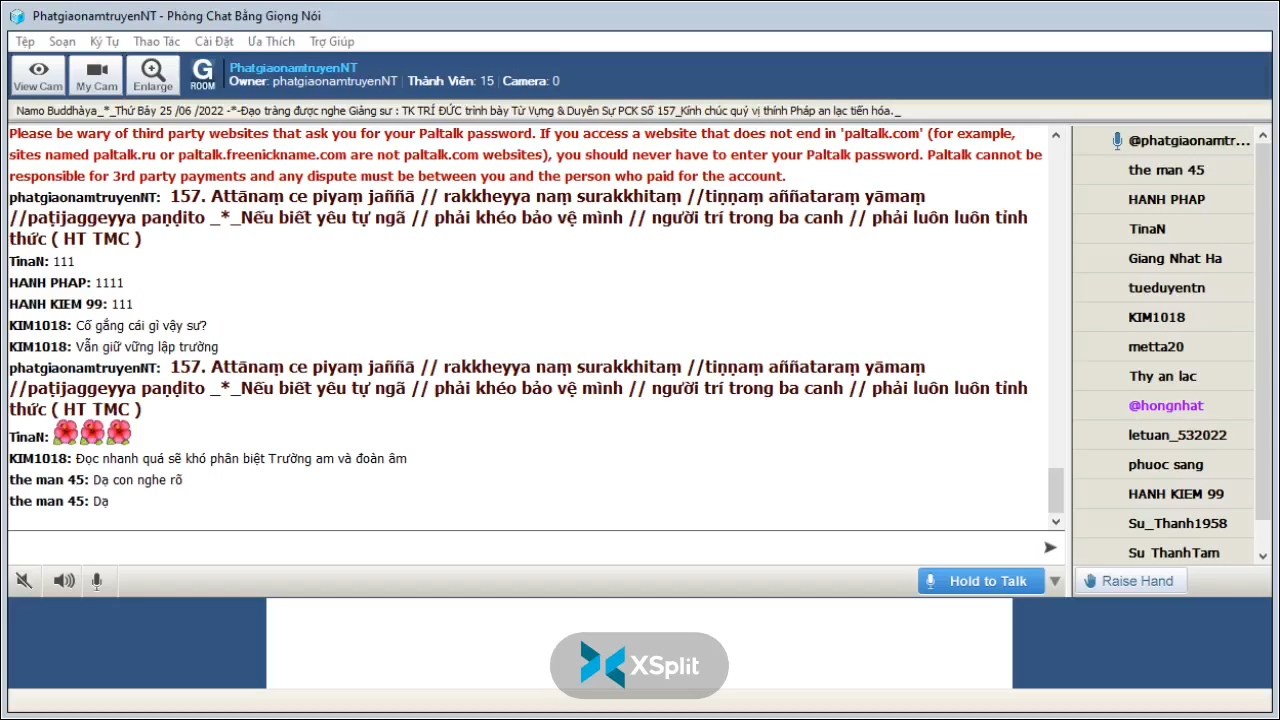 PhatgiaonamtruyenNT - Phòng Chat Bằng Giọng Nói
Tệp Soạn Ký Tự Thao Tác Cài Đặt Ưa Thích Trợ Giúp
View Cam My Cam Enlarge G ROOM
PhatgiaonamtruyenNT
Owner: phatgiaonamtruyenNT | Thành Viên: 15 | Camera: 0
Namo Buddhàya_*_Thứ Bảy 25 /06 /2022 -*-Đạo tràng được nghe Giảng sư : TK TRÍ ĐỨC trình bày Từ Vựng & Duyên Sự PCK Số 157_Kính chúc quý vị thính Pháp an lạc tiến hóa._
Please be wary of third party websites that ask you for your Paltalk password. If you access a website that does not end in 'paltalk.com' (for example,
sites named paltalk.ru or paltalk.freenickname.com are not paltalk.com websites), you should never have to enter your Paltalk password. Paltalk cannot be
responsible for 3rd party payments and any dispute must be between you and the person who paid for the account.
phatgiaonamtruyenNT: 157. Attānaṃ ce piyaṃ jaññā // rakkheyya naṃ surakkhitaṃ //tiṇṇaṃ aññataraṃ yāmaṃ
//paṭijaggeyya paṇḍito _*_Nếu biết yêu tự ngã // phải khéo bảo vệ mình // người trí trong ba canh // phải luôn luôn tỉnh
thức ( HT TMC )
TinaN: 111
HANH PHAP: 1111
HANH KIEM 99: 111
KIM1018: Cố gắng cái gì vậy sư?
KIM1018: Vẫn giữ vững lập trường
phatgiaonamtruyenNT: 157. Attānaṃ ce piyaṃ jaññā // rakkheyya naṃ surakkhitaṃ //tiṇṇaṃ aññataraṃ yāmaṃ
//paṭijaggeyya paṇḍito _*_Nếu biết yêu tự ngã // phải khéo bảo vệ mình // người trí trong ba canh // phải luôn luôn tỉnh
thức ( HT TMC )
TinaN:
KIM1018: Đọc nhanh quá sẽ khó phân biệt Trường am và đoàn âm
the man 45: Dạ con nghe rõ
the man 45: Dạ
@phatgiaonamtr...
the man 45
HANH PHAP
TinaN
Giang Nhat Ha
tueduyentn
KIM1018
metta20
Thy an lac
@hongnhat
letuan_532022
phuoc sang
HANH KIEM 99
Su_Thanh1958
Su ThanhTam
Hold to Talk
Raise Hand
XSplit